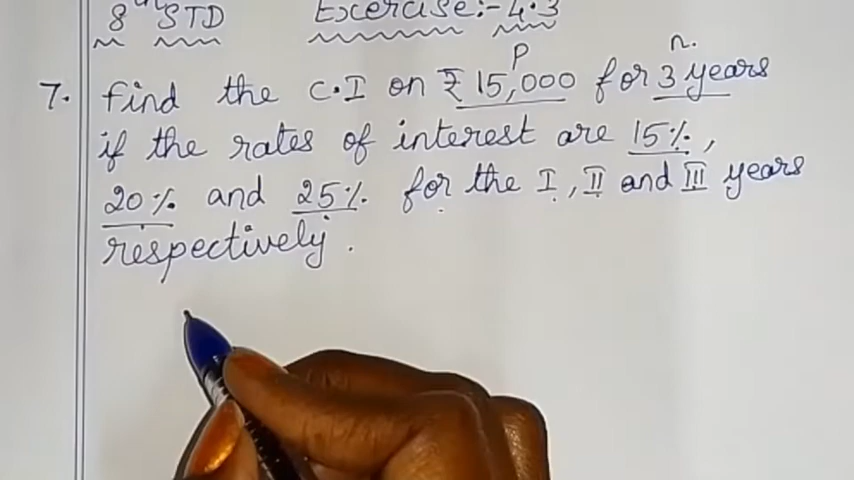 8th STD Exercise:- 4.3
P n.
7. find the C.I on ₹ 15,000 for 3 years
if the rates of interest are 15%,
20% and 25% for the I, II and III years
respectively.